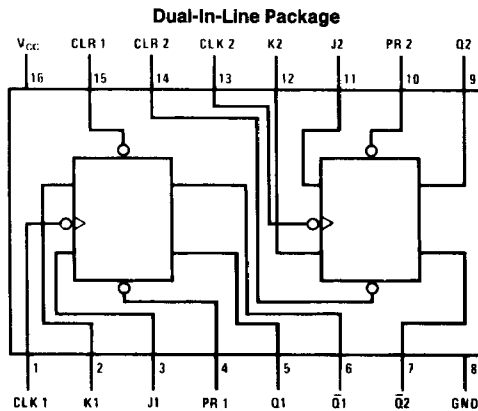 Dual-In-Line Package
VCC CLR 1 CLR 2 CLK 2 K2 J2 PR 2 Q2
16 15 14 13 12 11 10 9
1 2 3 4 5 6 7 8
CLK 1 K1 J1 PR 1 Q1 Q̅1 Q̅2 GND